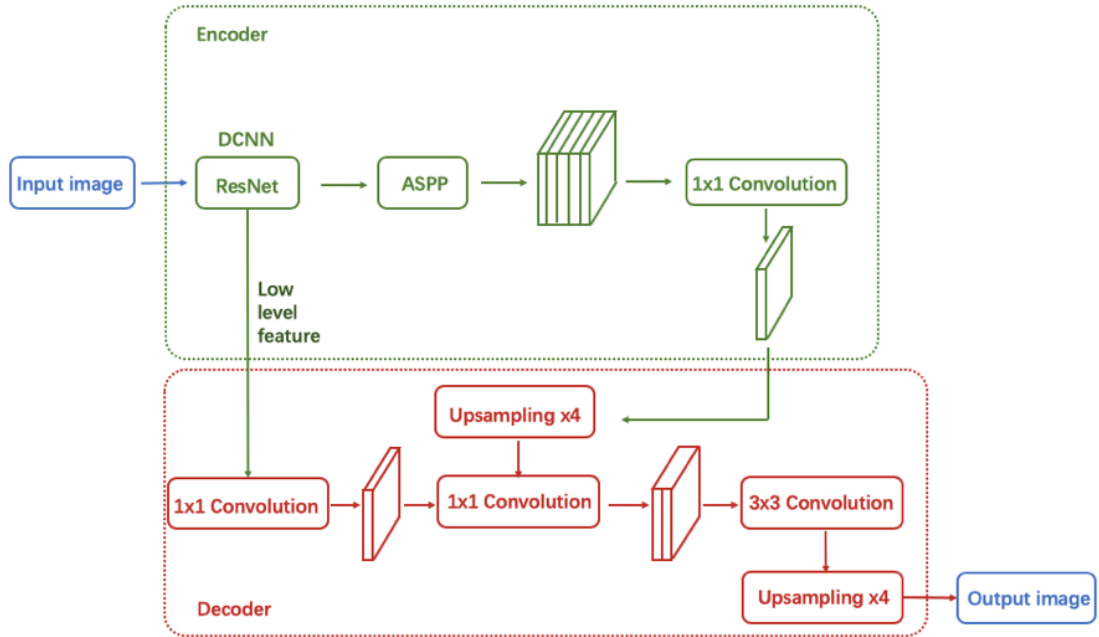 Encoder
DCNN
Input image
ResNet
ASPP
1x1 Convolution
Low
level
feature
Upsampling x4
1x1 Convolution
1x1 Convolution
3x3 Convolution
Upsampling x4
Output image
Decoder